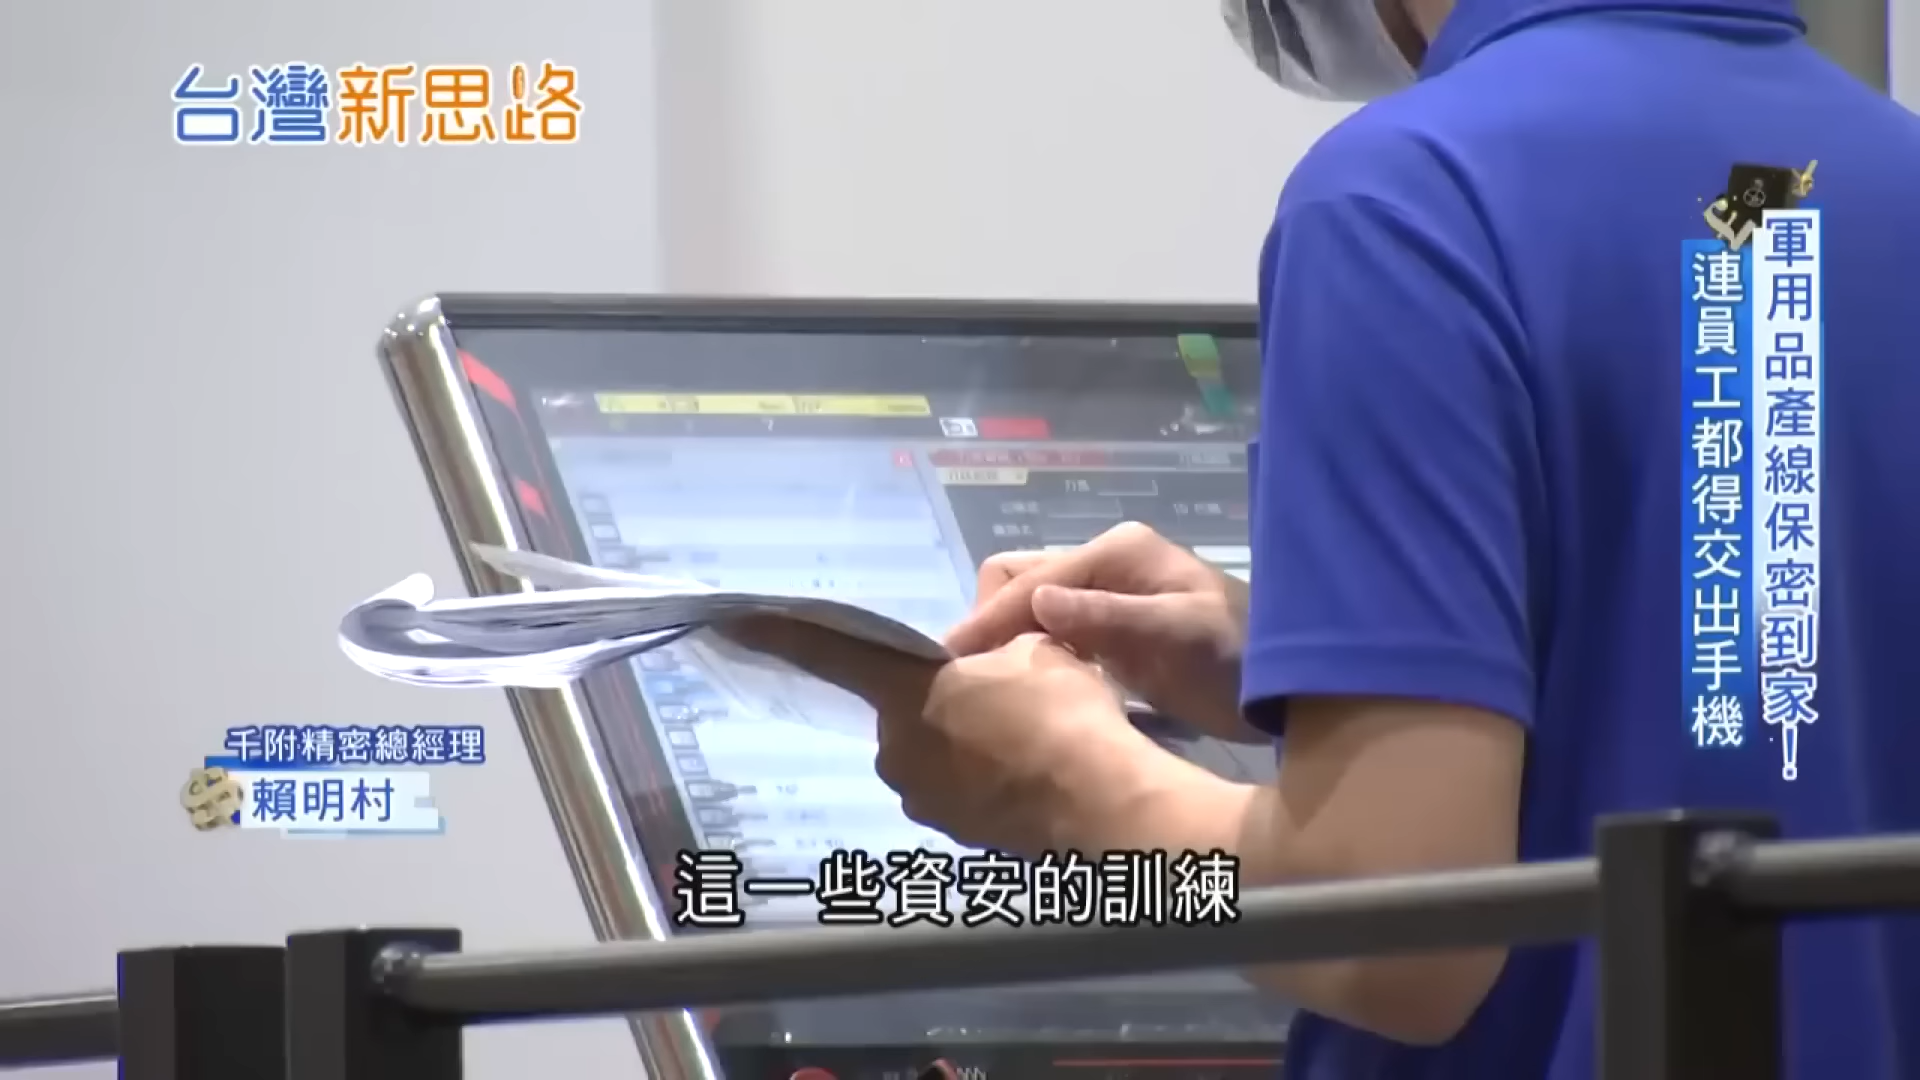 台灣新思路
軍用品產線保密到家！
連員工都得交出手機
千附精密總經理
賴明村
這一些資安的訓練